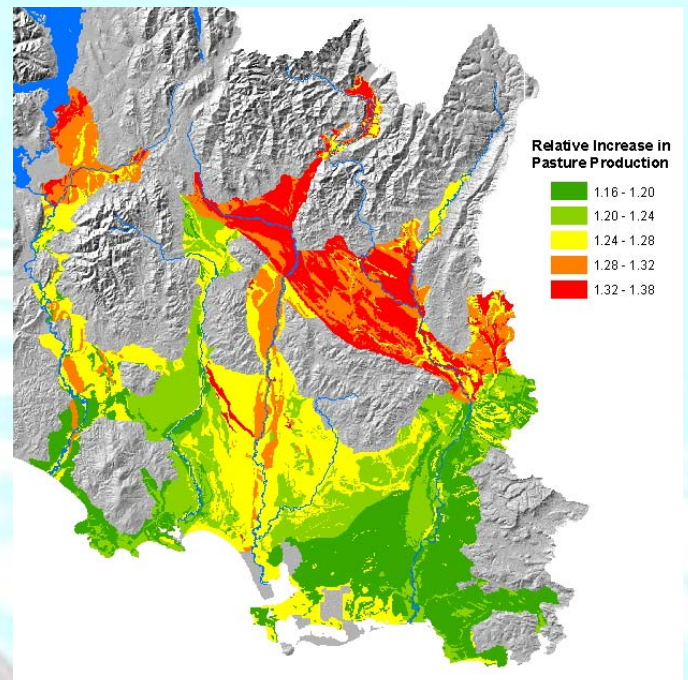 Relative Increase in
Pasture Production
1.16 - 1.20
1.20 - 1.24
1.24 - 1.28
1.28 - 1.32
1.32 - 1.38